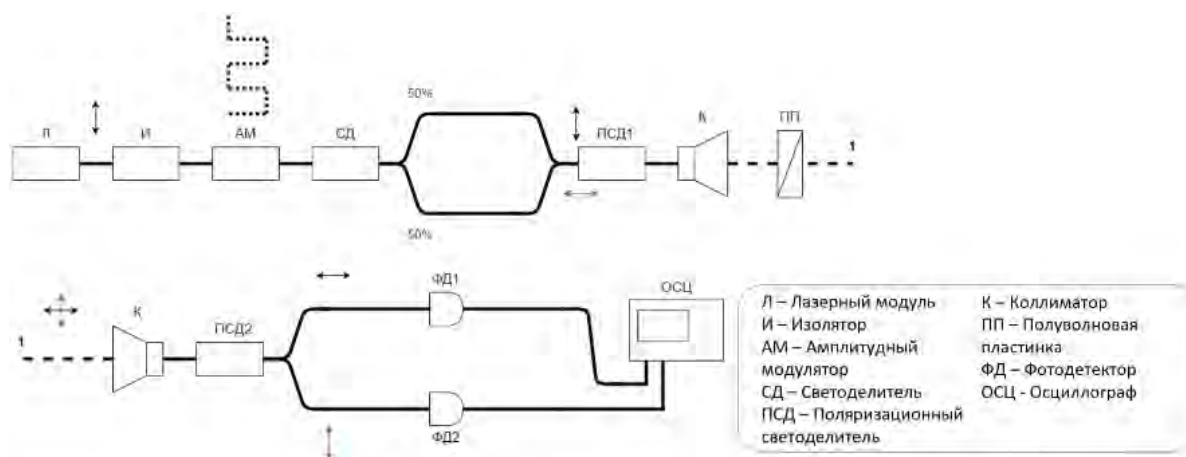 50%
Л
И
АМ
СД
ПСД1
К
ПП
1
50%
1
К
ПСД2
ФД1
ОСЦ
ФД2
Л – Лазерный модуль
И – Изолятор
АМ – Амплитудный
модулятор
СД – Светоделитель
ПСД – Поляризационный
светоделитель
К – Коллиматор
ПП – Полуволновая
пластинка
ФД – Фотодетектор
ОСЦ - Осциллограф